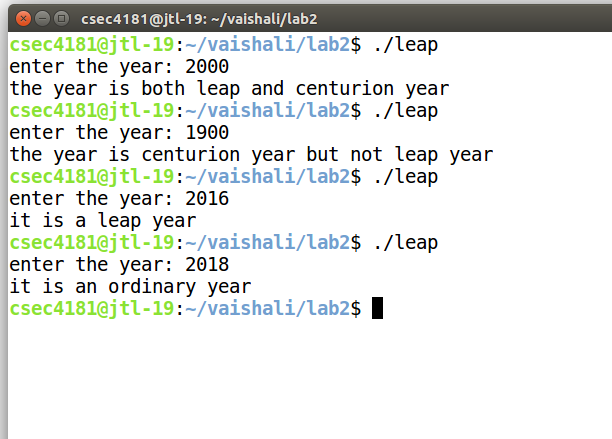 csec4181@jtl-19: ~/vaishali/lab2
csec4181@jtl-19:~/vaishali/lab2$ ./leap
enter the year: 2000
the year is both leap and centurion year
csec4181@jtl-19:~/vaishali/lab2$ ./leap
enter the year: 1900
the year is centurion year but not leap year
csec4181@jtl-19:~/vaishali/lab2$ ./leap
enter the year: 2016
it is a leap year
csec4181@jtl-19:~/vaishali/lab2$ ./leap
enter the year: 2018
it is an ordinary year
csec4181@jtl-19:~/vaishali/lab2$